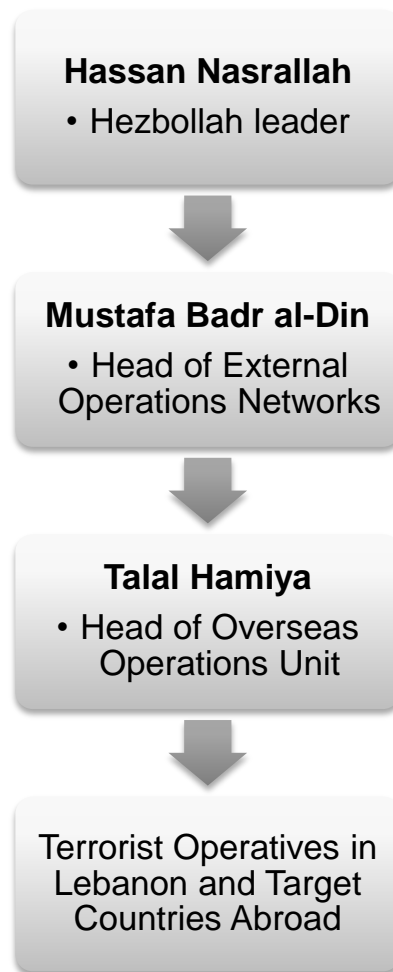 Hassan Nasrallah
• Hezbollah leader
Mustafa Badr al-Din
• Head of External
Operations Networks
Talal Hamiya
• Head of Overseas
Operations Unit
Terrorist Operatives in
Lebanon and Target
Countries Abroad